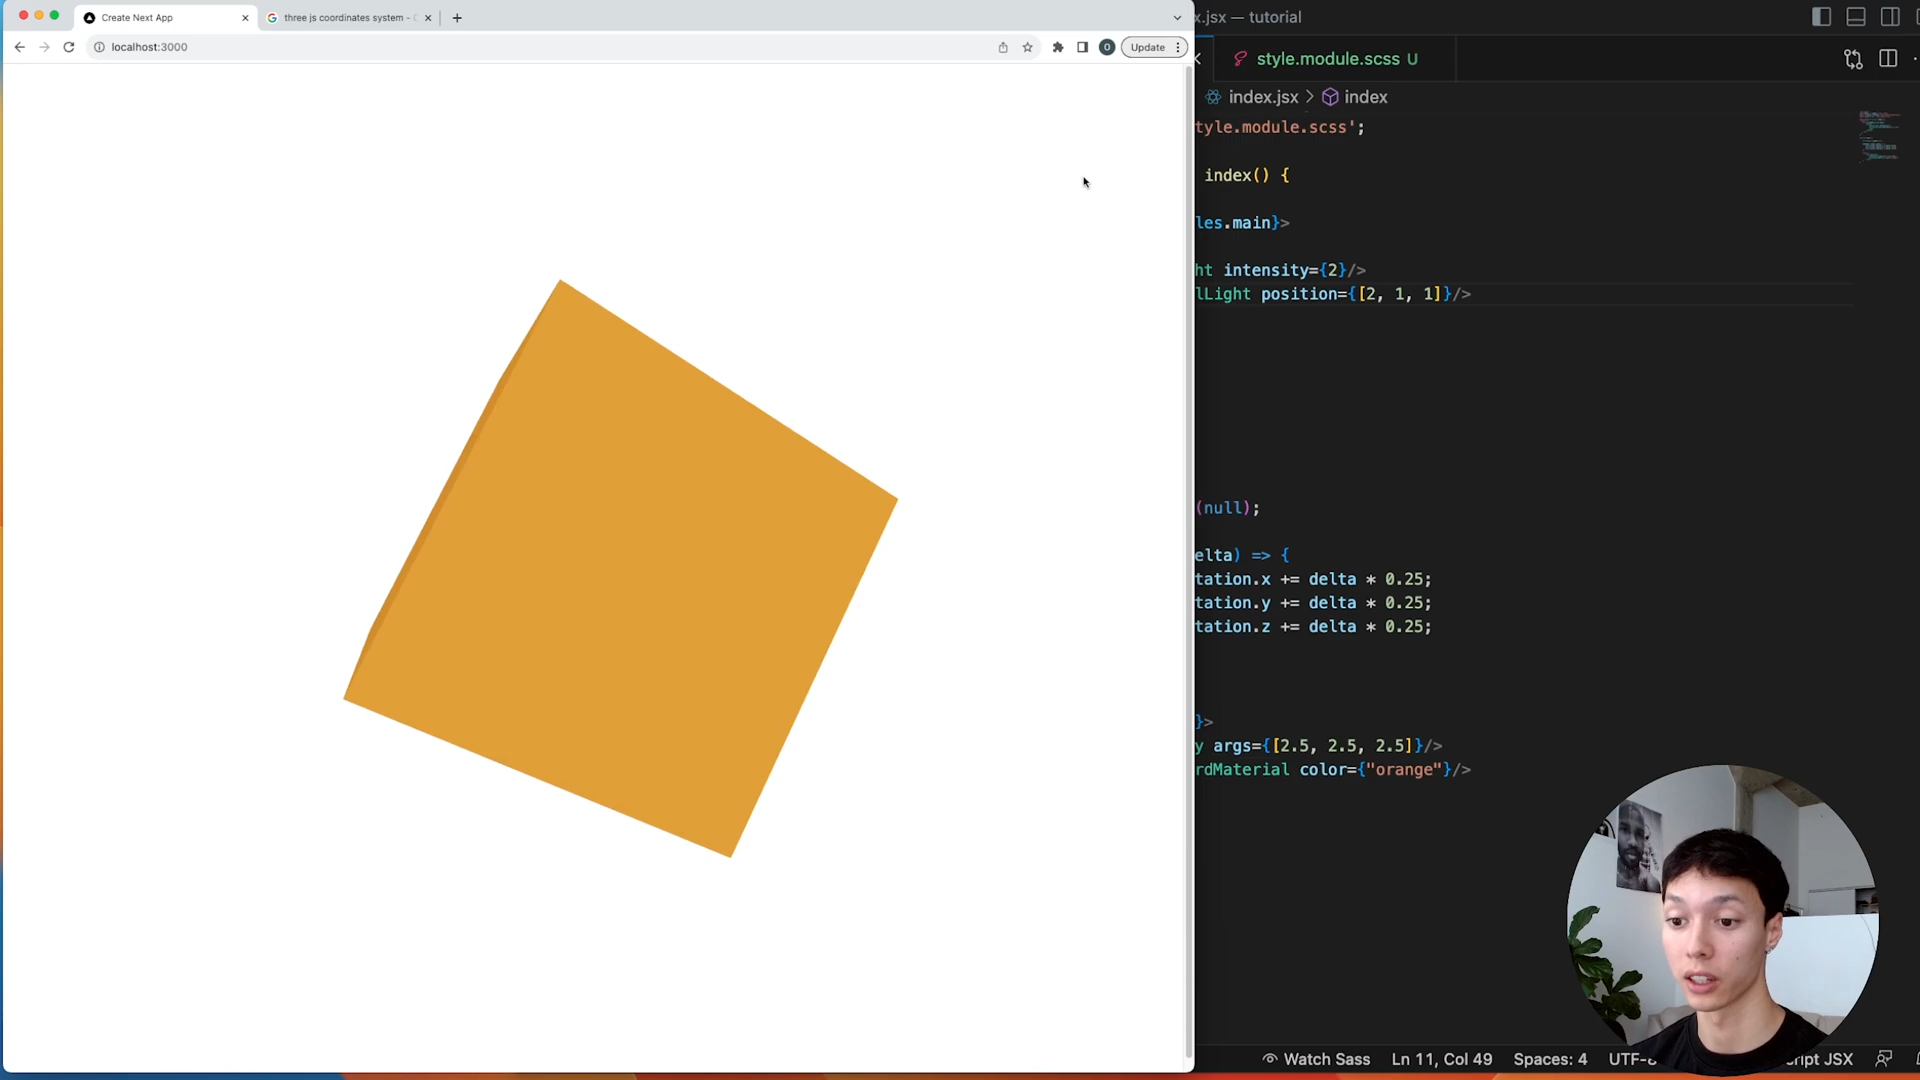 Create Next App
three js coordinates system -
localhost:3000
Update
x.jsx — tutorial
style.module.scss U
index.jsx > index
tyle.module.scss';
index() {
les.main}>
ht intensity={2}/>
lLight position={[2, 1, 1]}/>
(null);
elta) => {
tation.x += delta * 0.25;
tation.y += delta * 0.25;
tation.z += delta * 0.25;
}>
y args={[2.5, 2.5, 2.5]}/>
rdMaterial color={"orange"}/>
Watch Sass Ln 11, Col 49 Spaces: 4 UTF-8 ript JSX